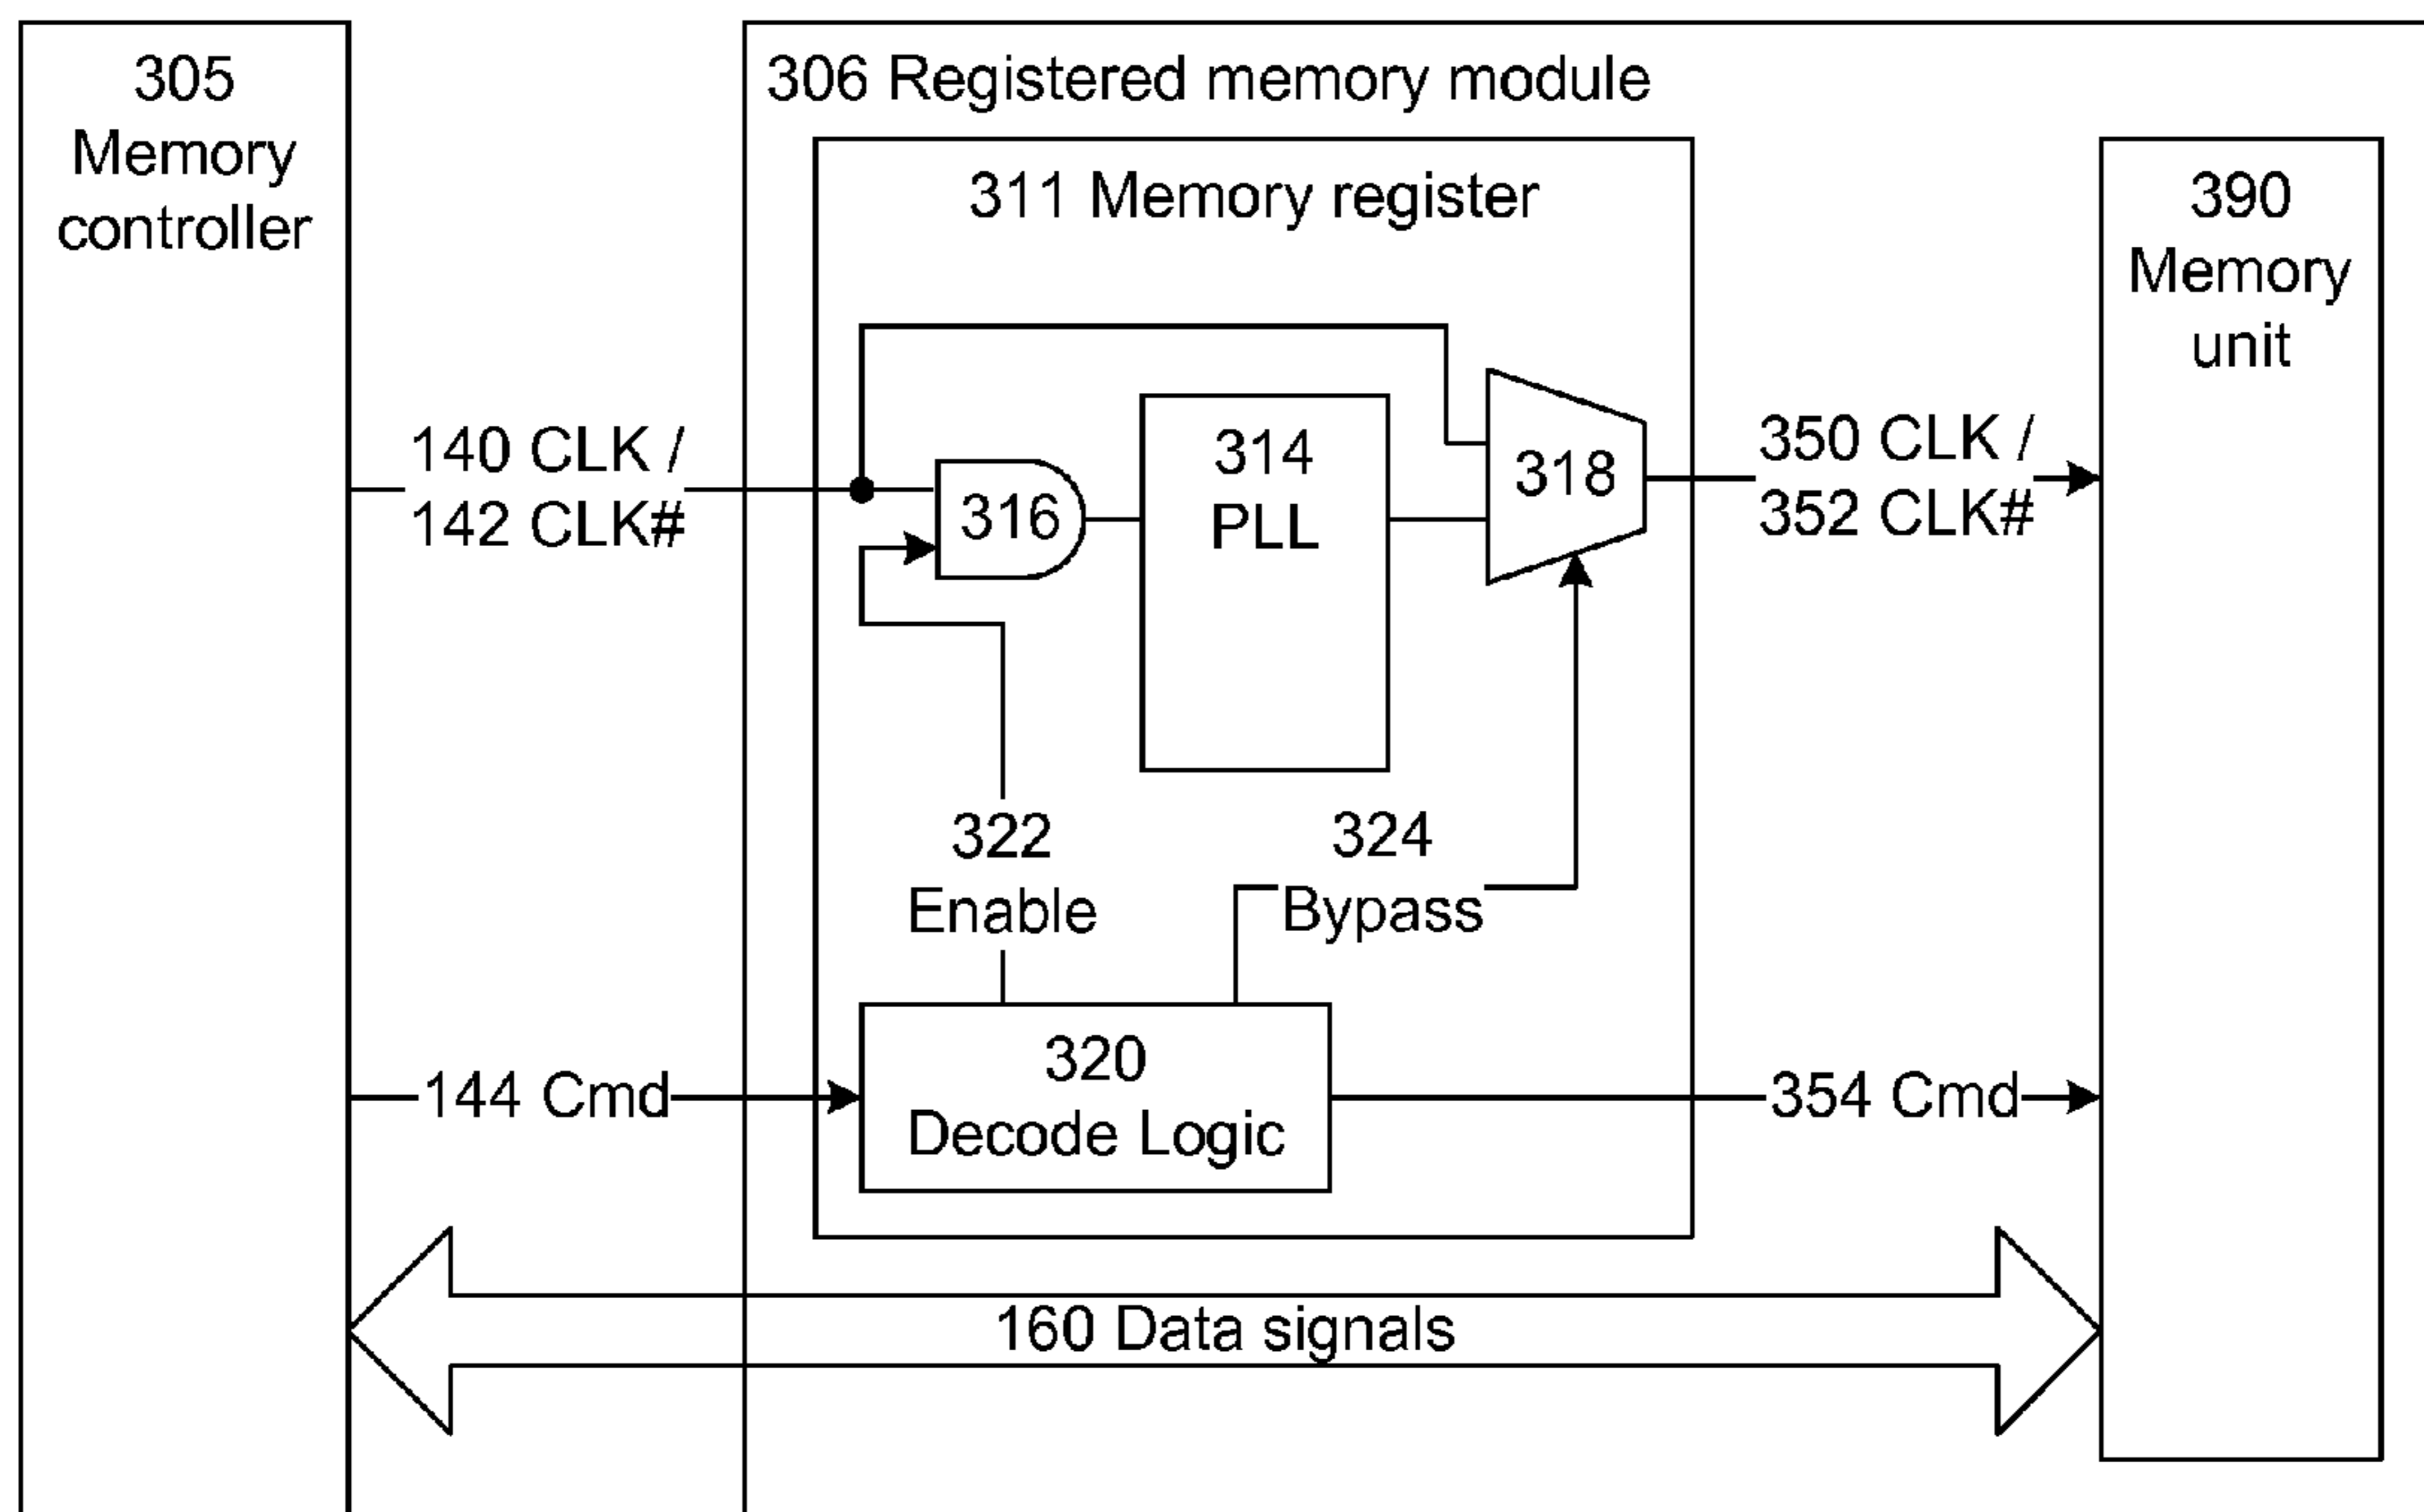 305
Memory
controller
306 Registered memory module
311 Memory register
390
Memory
unit
140 CLK /
142 CLK#
316
314
PLL
318
350 CLK /
352 CLK#
322
Enable
324
Bypass
144 Cmd
320
Decode Logic
354 Cmd
160 Data signals